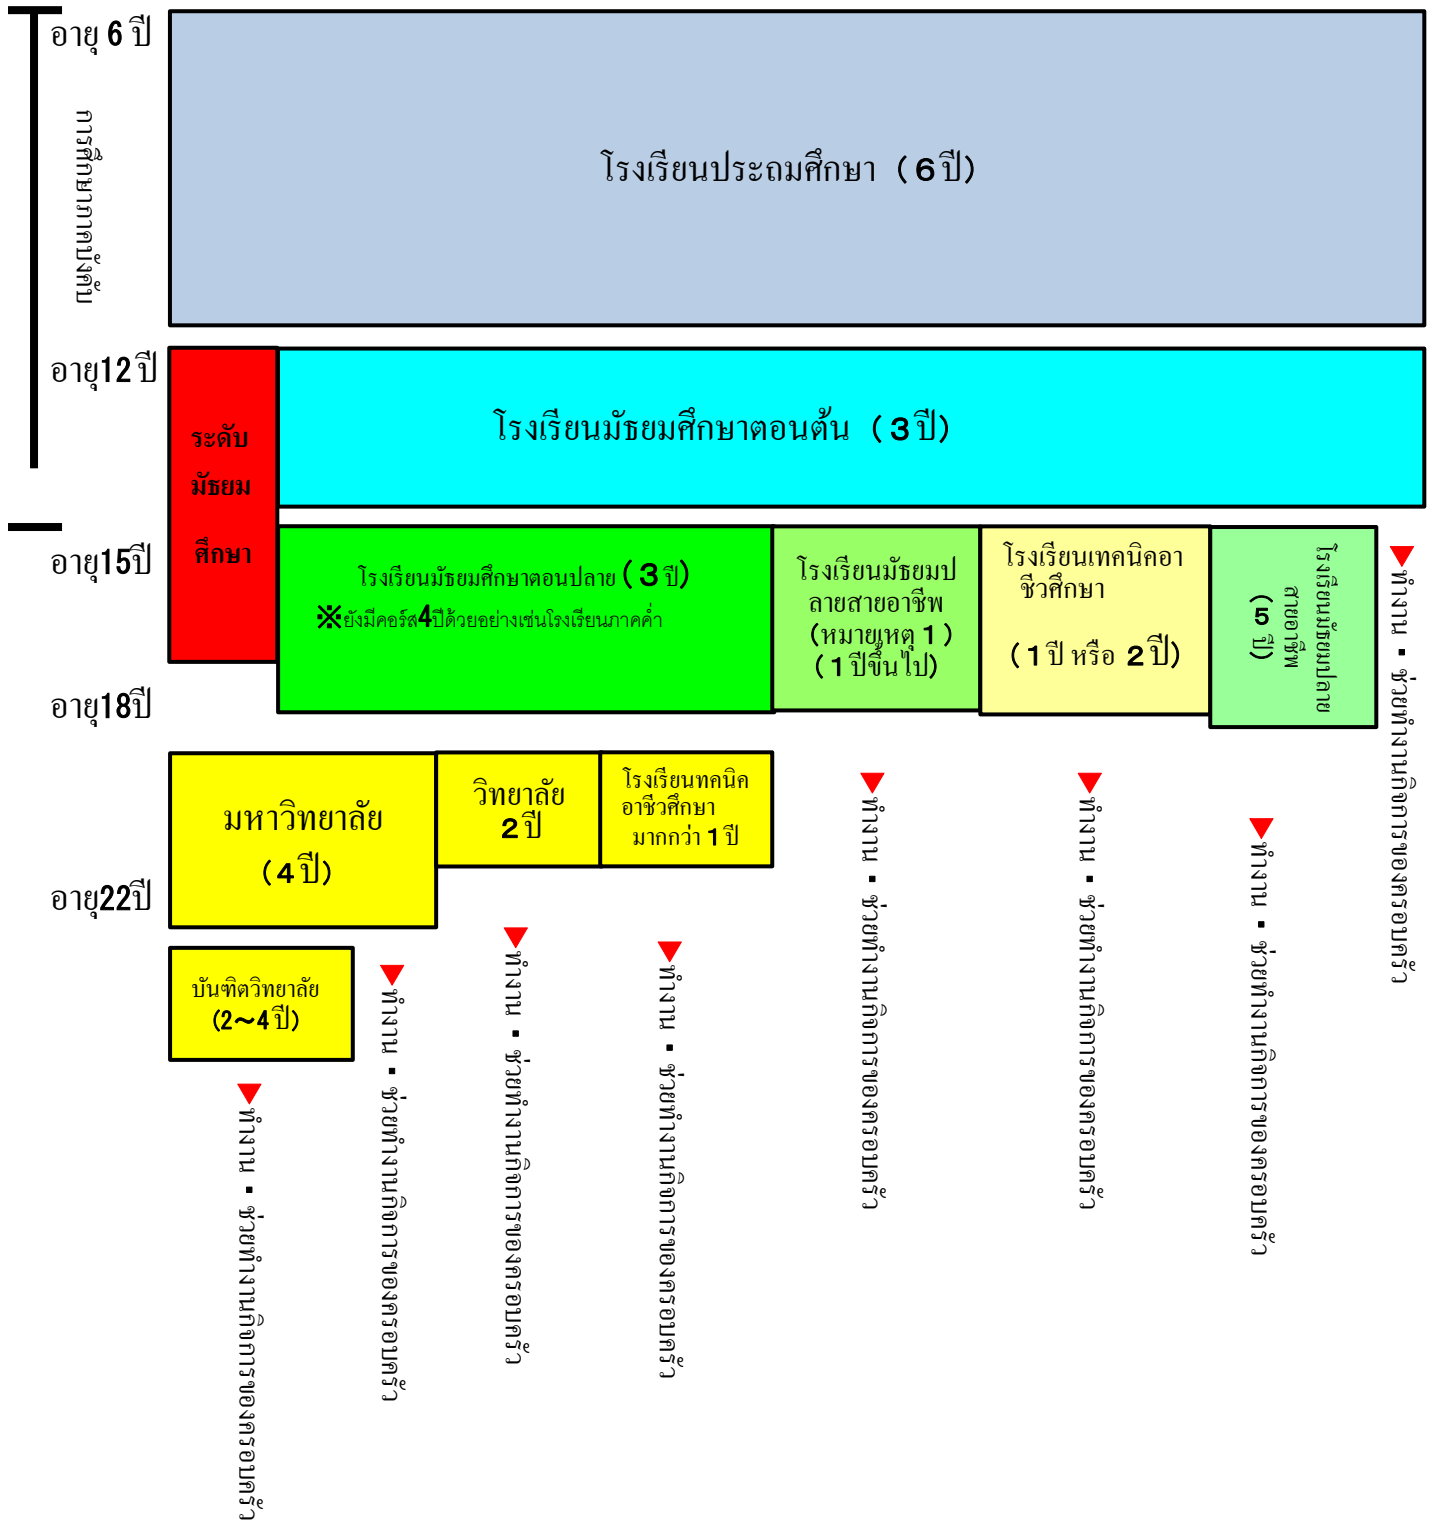 อายุ 6 ปี
การศึกษาภาคบังคับ
โรงเรียนประถมศึกษา (6ปี)
อายุ12 ปี
ระดับ
มัธยม
ศึกษา
โรงเรียนมัธยมศึกษาตอนต้น (3ปี)
อายุ15ปี
โรงเรียนมัธยมศึกษาตอนปลาย (3ปี)
※ยังมีคอร์ส4ปีด้วยอย่างเช่นโรงเรียนภาคค่ำ
โรงเรียนมัธยมป
ลายสายอาชีพ
(หมายเหตุ 1)
(1ปีขึ้นไป)
โรงเรียนเทคนิคอา
ชีวศึกษา
(1ปี หรือ 2ปี)
โรงเรียนมัธยมปลาย
สายอาชีพ
(5ปี)
ทำงาน ▪ ช่วยทำงานกิจการของครอบครัว
อายุ18ปี
มหาวิทยาลัย
(4ปี)
วิทยาลัย
2ปี
โรงเรียนทคนิค
อาชีวศึกษา
มากกว่า 1ปี
ทำงาน ▪ ช่วยทำงานกิจการของครอบครัว
ทำงาน ▪ ช่วยทำงานกิจการของครอบครัว
ทำงาน ▪ ช่วยทำงานกิจการของครอบครัว
อายุ22ปี
บันฑิตวิทยาลัย
(2～4ปี)
ทำงาน ▪ ช่วยทำงานกิจการของครอบครัว
ทำงาน ▪ ช่วยทำงานกิจการของครอบครัว
ทำงาน ▪ ช่วยทำงานกิจการของครอบครัว
ทำงาน ▪ ช่วยทำงานกิจการของครอบครัว